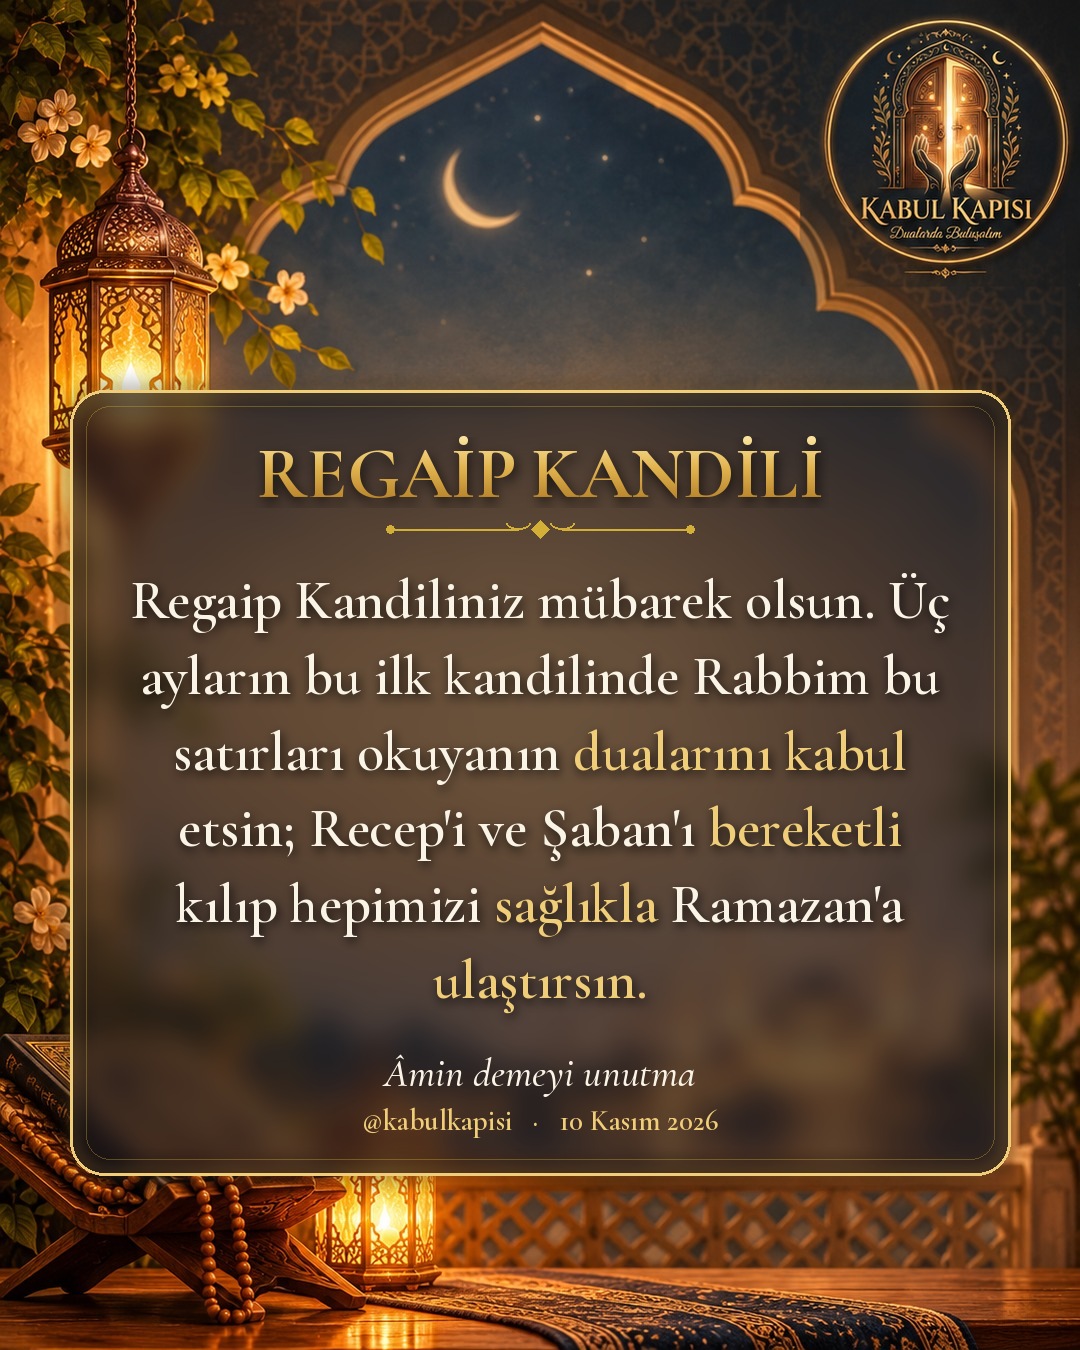 KABUL KAPISI
Dualarda Buluşalım
REGAİP KANDİLİ
Regaip Kandiliniz mübarek olsun. Üç
ayların bu ilk kandilinde Rabbim bu
satırları okuyanın dualarını kabul
etsin; Recep'i ve Şaban'ı bereketli
kılıp hepimizi sağlıkla Ramazan'a
ulaştırsın.
Âmin demeyi unutma
@kabulkapisi · 10 Kasım 2026